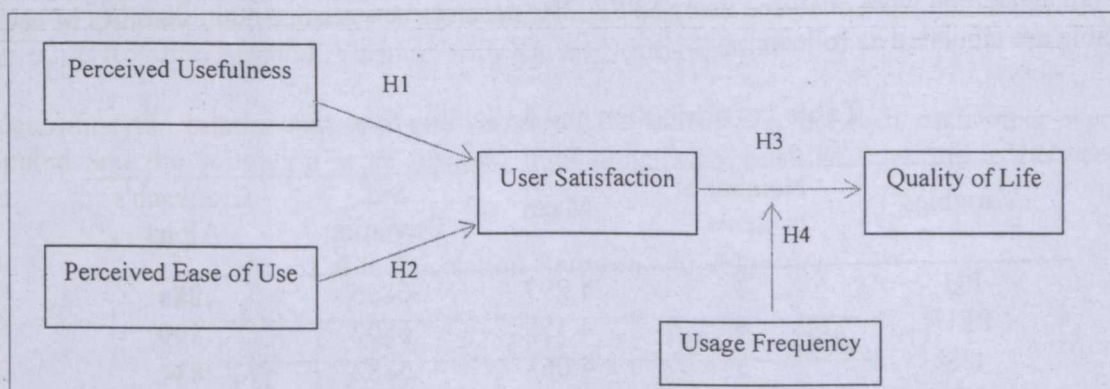 Perceived Usefulness
H1
H3
User Satisfaction
Quality of Life
H4
Perceived Ease of Use
H2
Usage Frequency